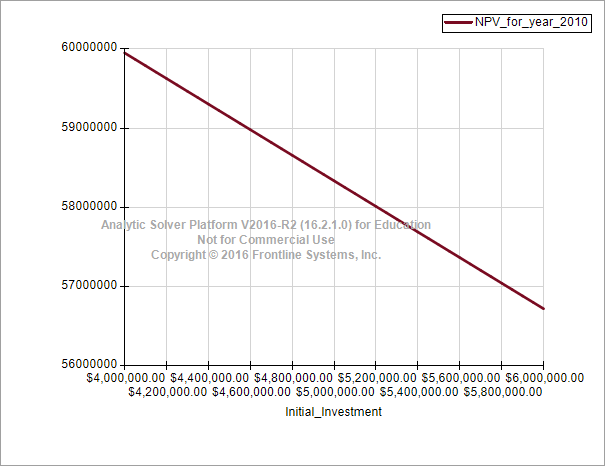 NPV_for_year_2010
60000000
59000000
58000000
57000000
56000000
Analytic Solver Platform V2016-R2 (16.2.1.0) for Education
Not for Commercial Use
Copyright © 2016 Frontline Systems, Inc.
$4,000,000.00 $4,400,000.00 $4,800,000.00 $5,200,000.00 $5,600,000.00 $6,000,000.00
$4,200,000.00 $4,600,000.00 $5,000,000.00 $5,400,000.00 $5,800,000.00
Initial_Investment